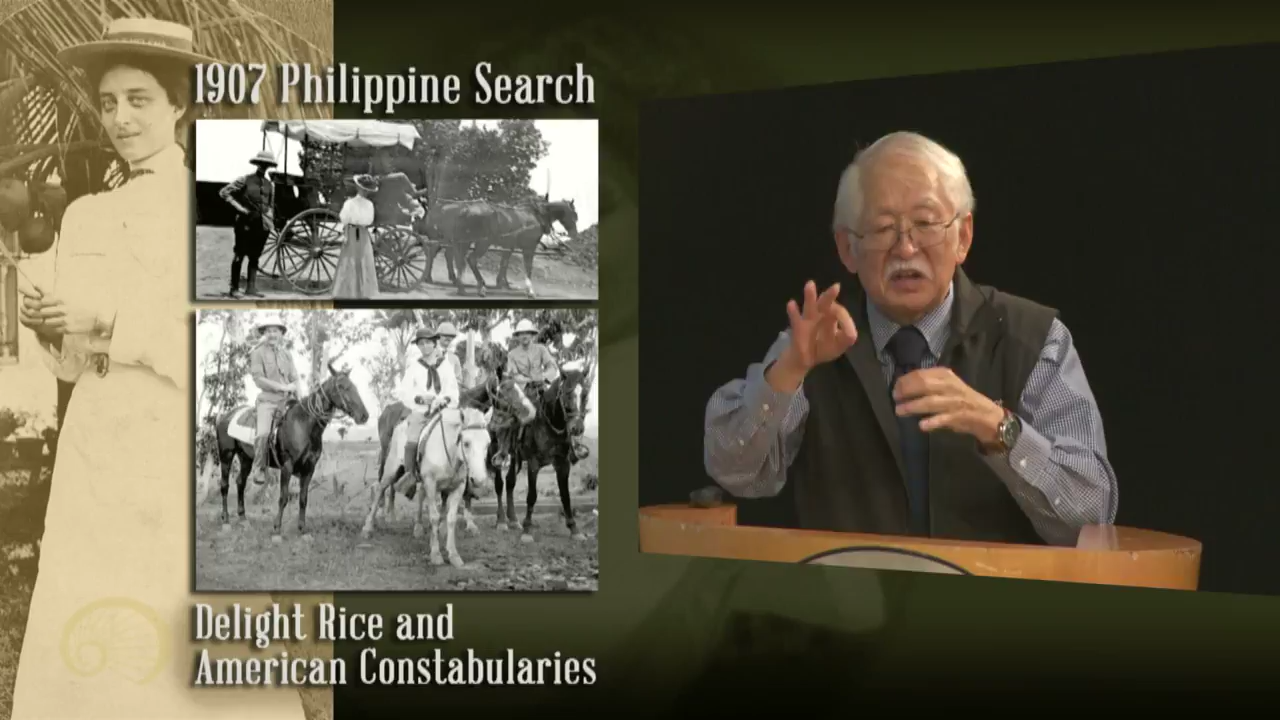 1907 Philippine Search
Delight Rice and
American Constabularies